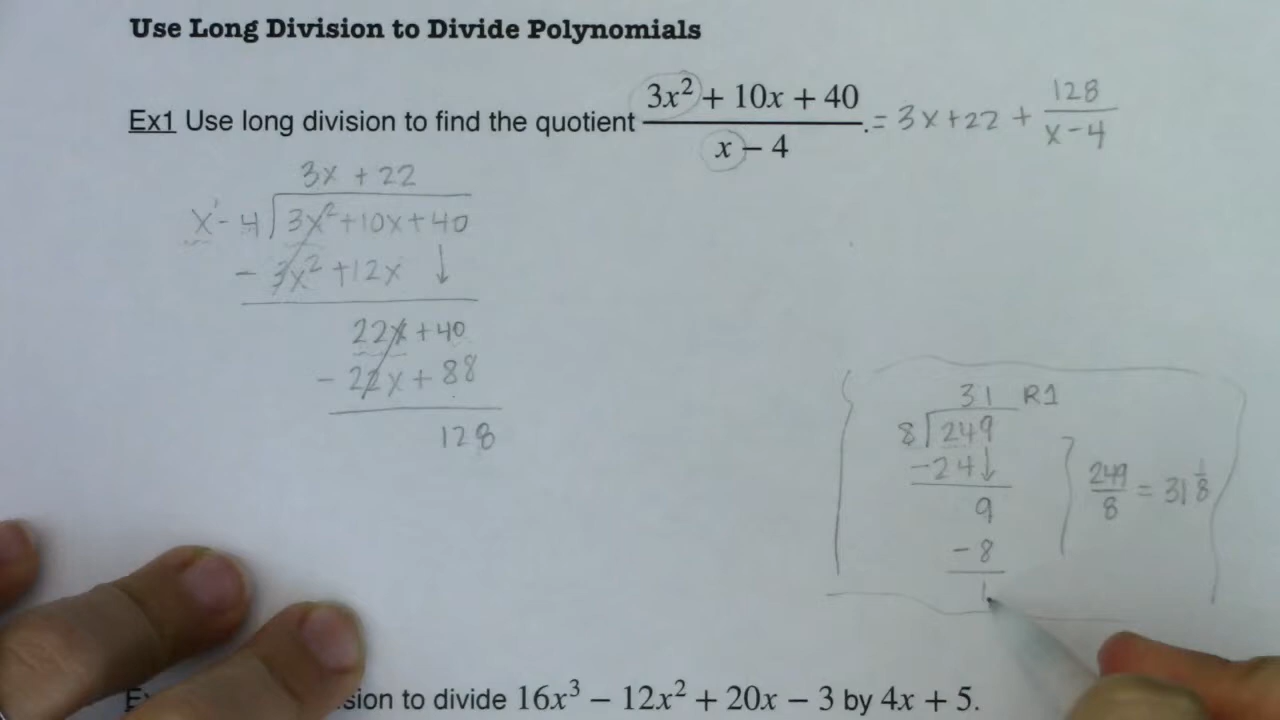 Use Long Division to Divide Polynomials
Ex1 Use long division to find the quotient (3x² + 10x + 40)/(x − 4) . = 3x + 22 + 128/(x − 4)
3x + 22
x¹ - 4 ) 3x² + 10x + 40
- 3x² + 12x ↓
22x + 40
- 22x + 88
128
31 R1
8 ) 249
-24↓
9
- 8
1
249/8 = 31 1/8
sion to divide 16x³ − 12x² + 20x − 3 by 4x + 5.